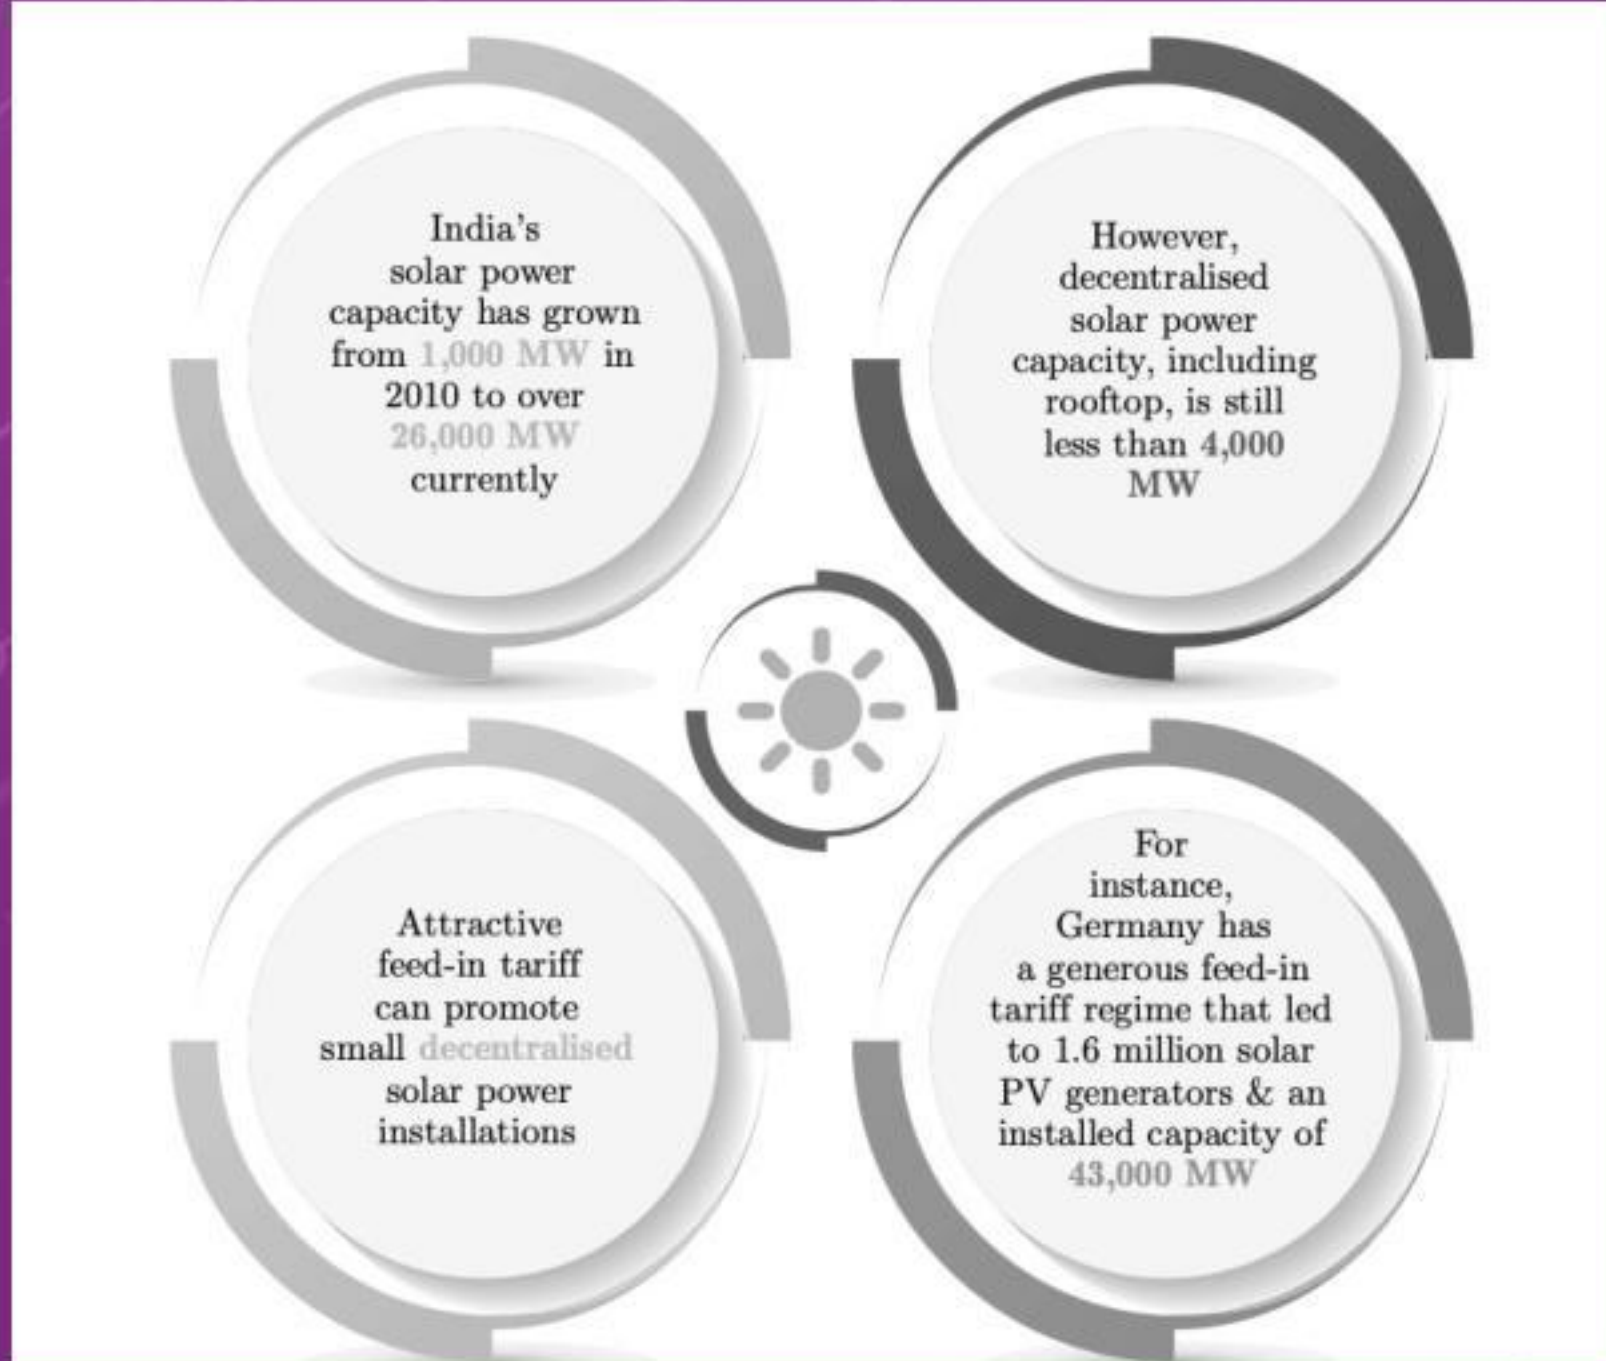 India's
solar power
capacity has grown
from 1,000 MW in
2010 to over
26,000 MW
currently
However,
decentralised
solar power
capacity, including
rooftop, is still
less than 4,000
MW
Attractive
feed-in tariff
can promote
small decentralised
solar power
installations
For
instance,
Germany has
a generous feed-in
tariff regime that led
to 1.6 million solar
PV generators & an
installed capacity of
43,000 MW